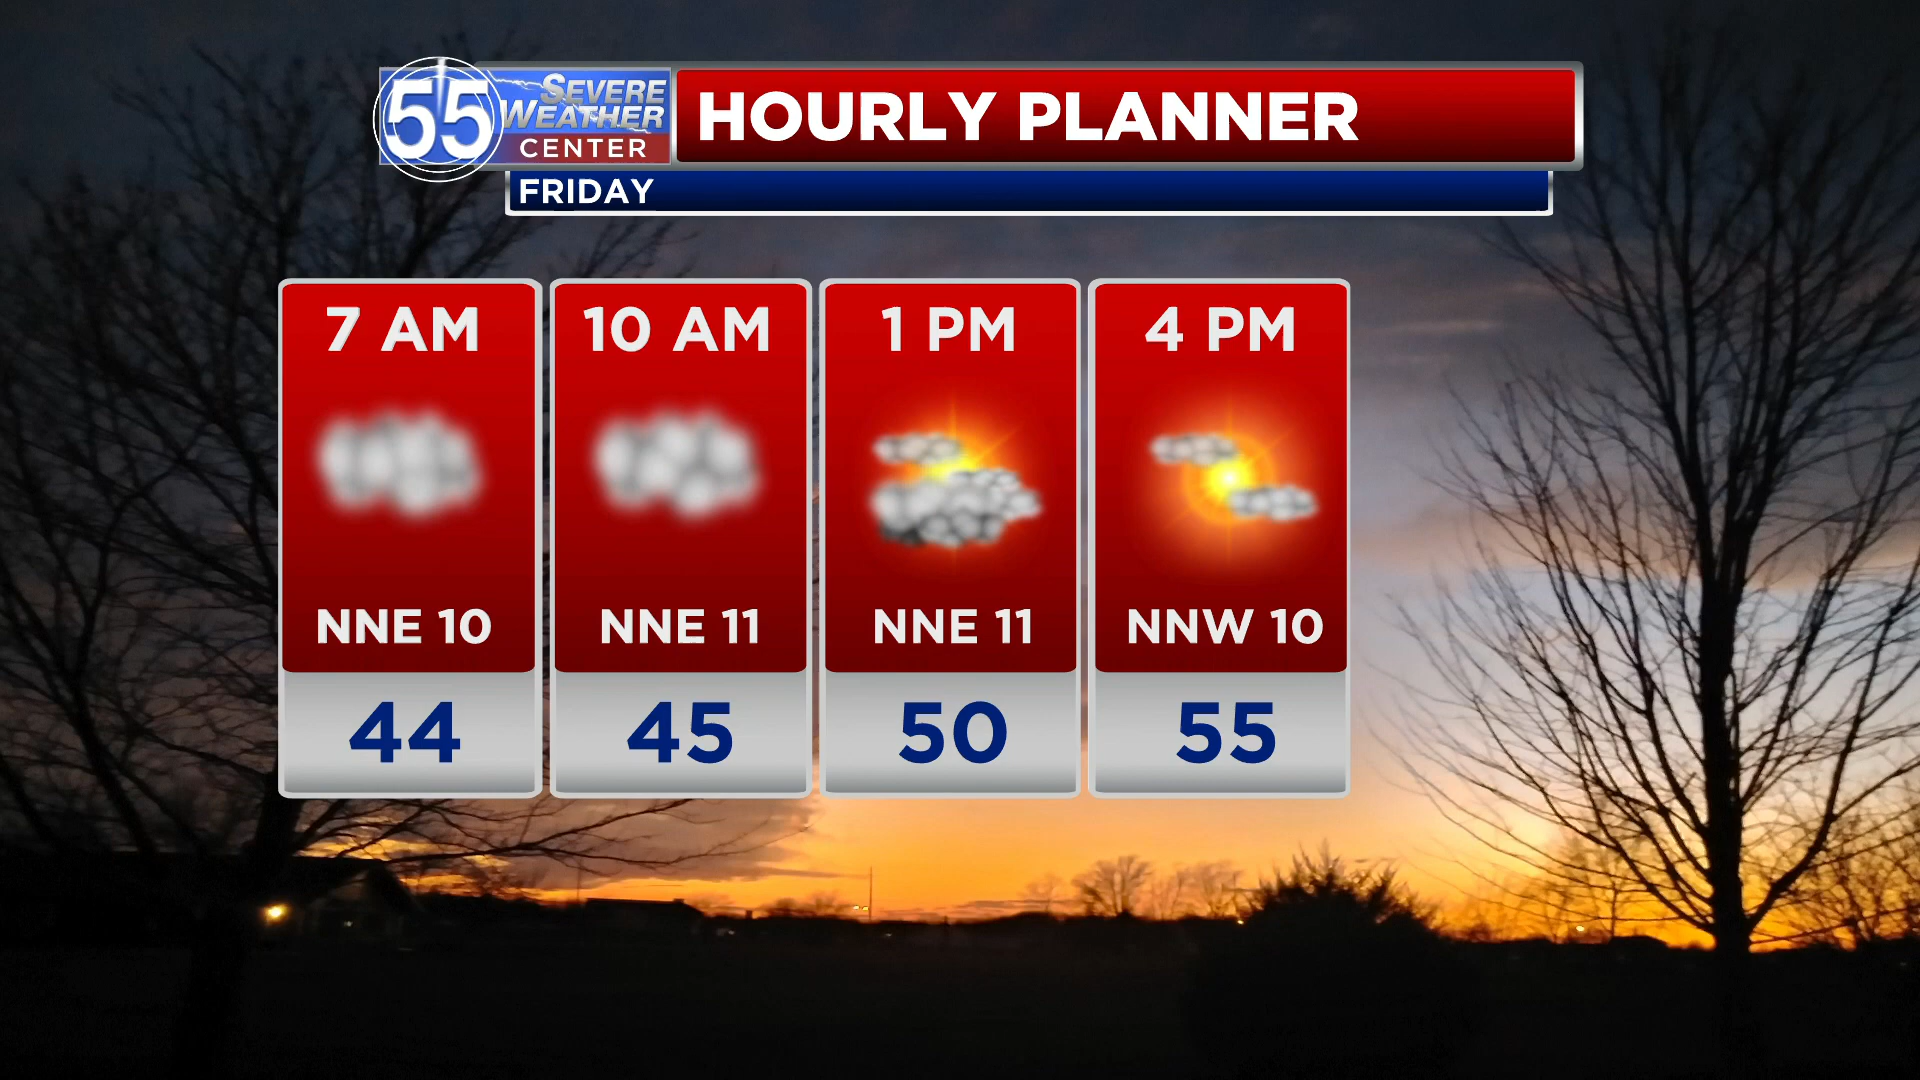 55 SEVERE WEATHER CENTER
HOURLY PLANNER
FRIDAY
7 AM
NNE 10
44
10 AM
NNE 11
45
1 PM
NNE 11
50
4 PM
NNW 10
55